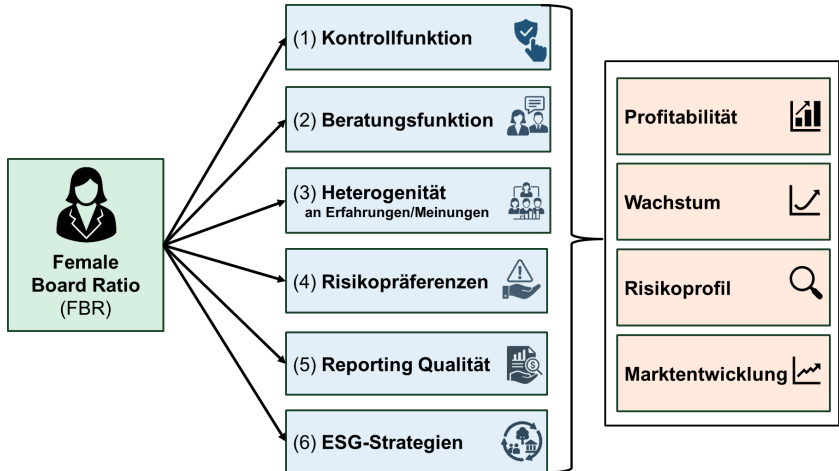 Female
Board Ratio
(FBR)
(1) Kontrollfunktion
(2) Beratungsfunktion
(3) Heterogenität
an Erfahrungen/Meinungen
(4) Risikopräferenzen
(5) Reporting Qualität
(6) ESG-Strategien
Profitabilität
Wachstum
Risikoprofil
Marktentwicklung